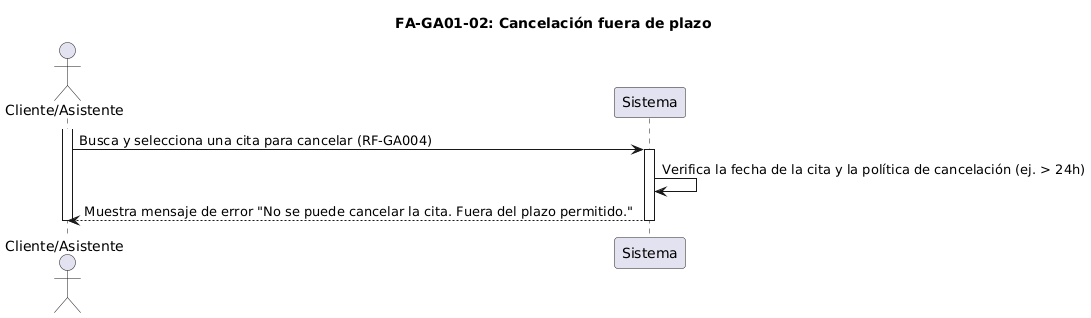 FA-GA01-02: Cancelación fuera de plazo
Cliente/Asistente
Sistema
Busca y selecciona una cita para cancelar (RF-GA004)
Verifica la fecha de la cita y la política de cancelación (ej. > 24h)
Muestra mensaje de error "No se puede cancelar la cita. Fuera del plazo permitido."
Cliente/Asistente
Sistema